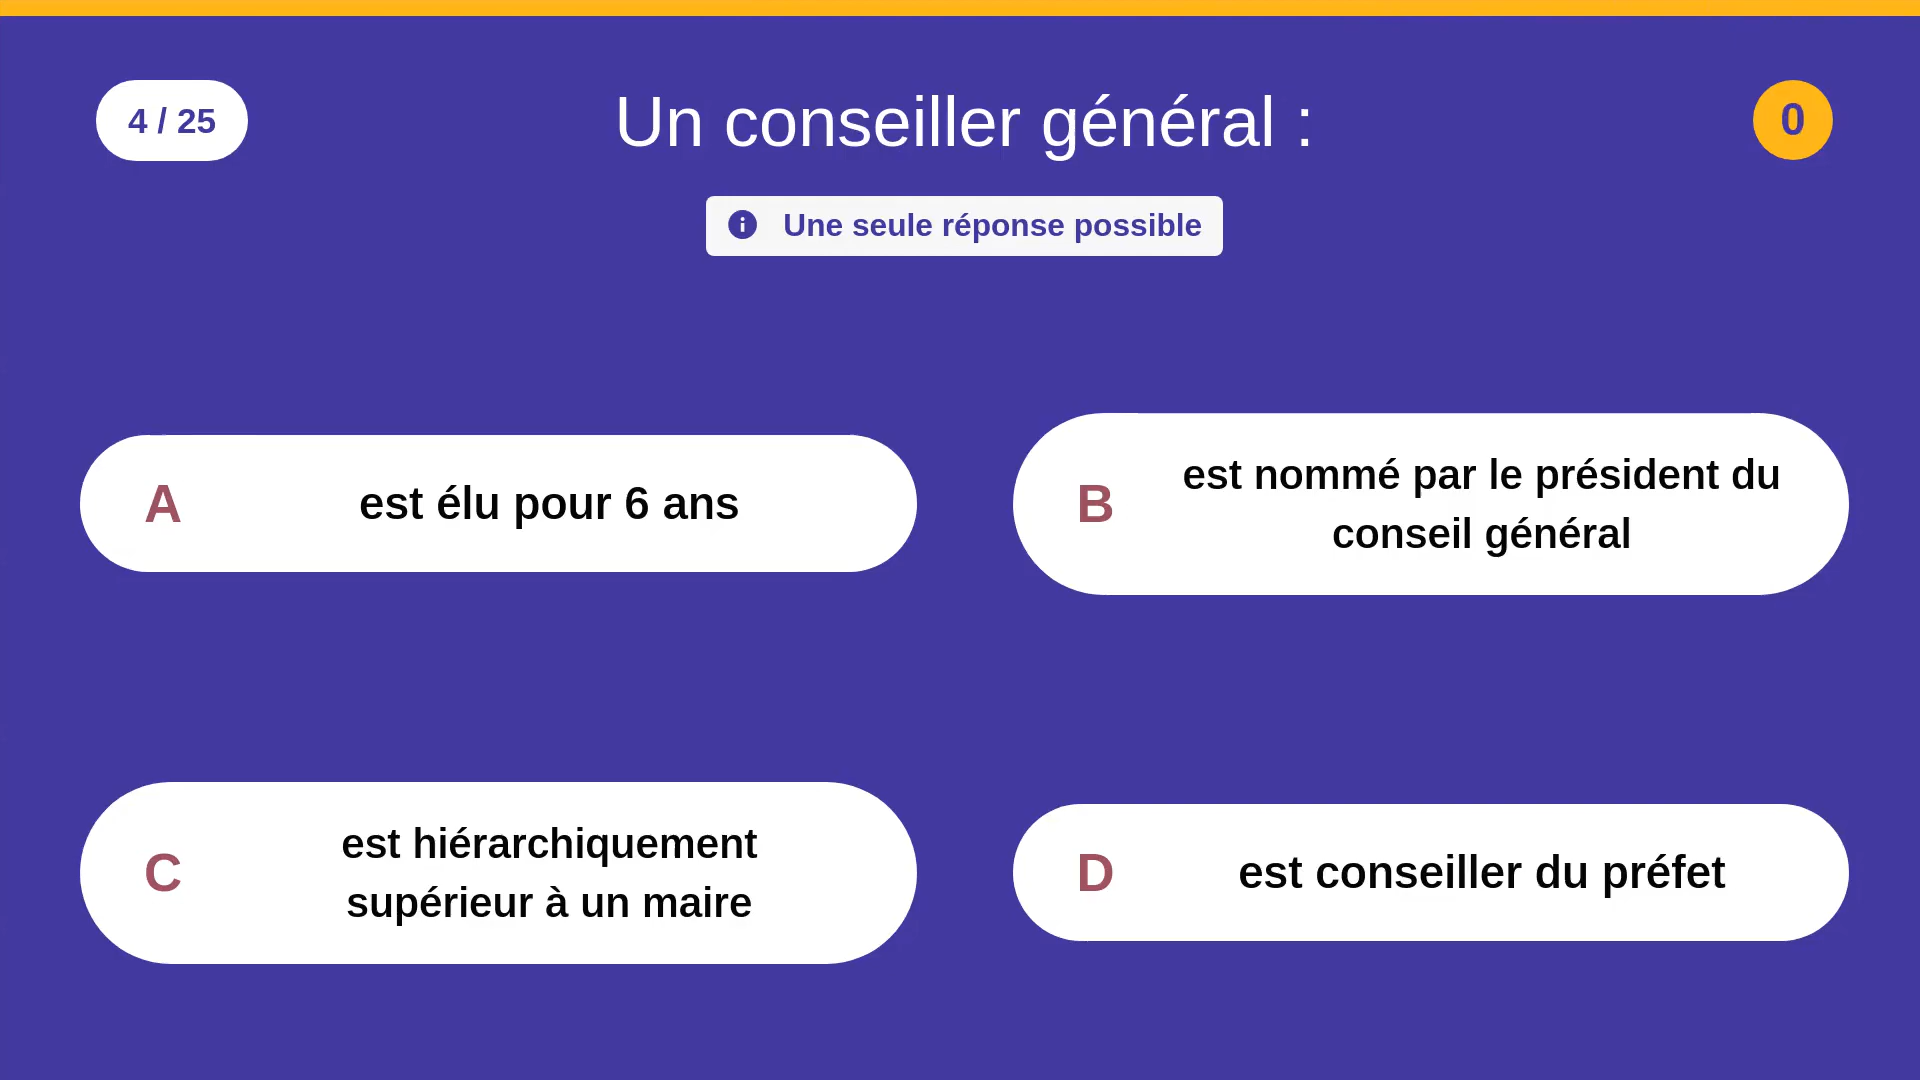 4 / 25
Un conseiller général :
0
Une seule réponse possible
A
est élu pour 6 ans
B
est nommé par le président du
conseil général
C
est hiérarchiquement
supérieur à un maire
D
est conseiller du préfet